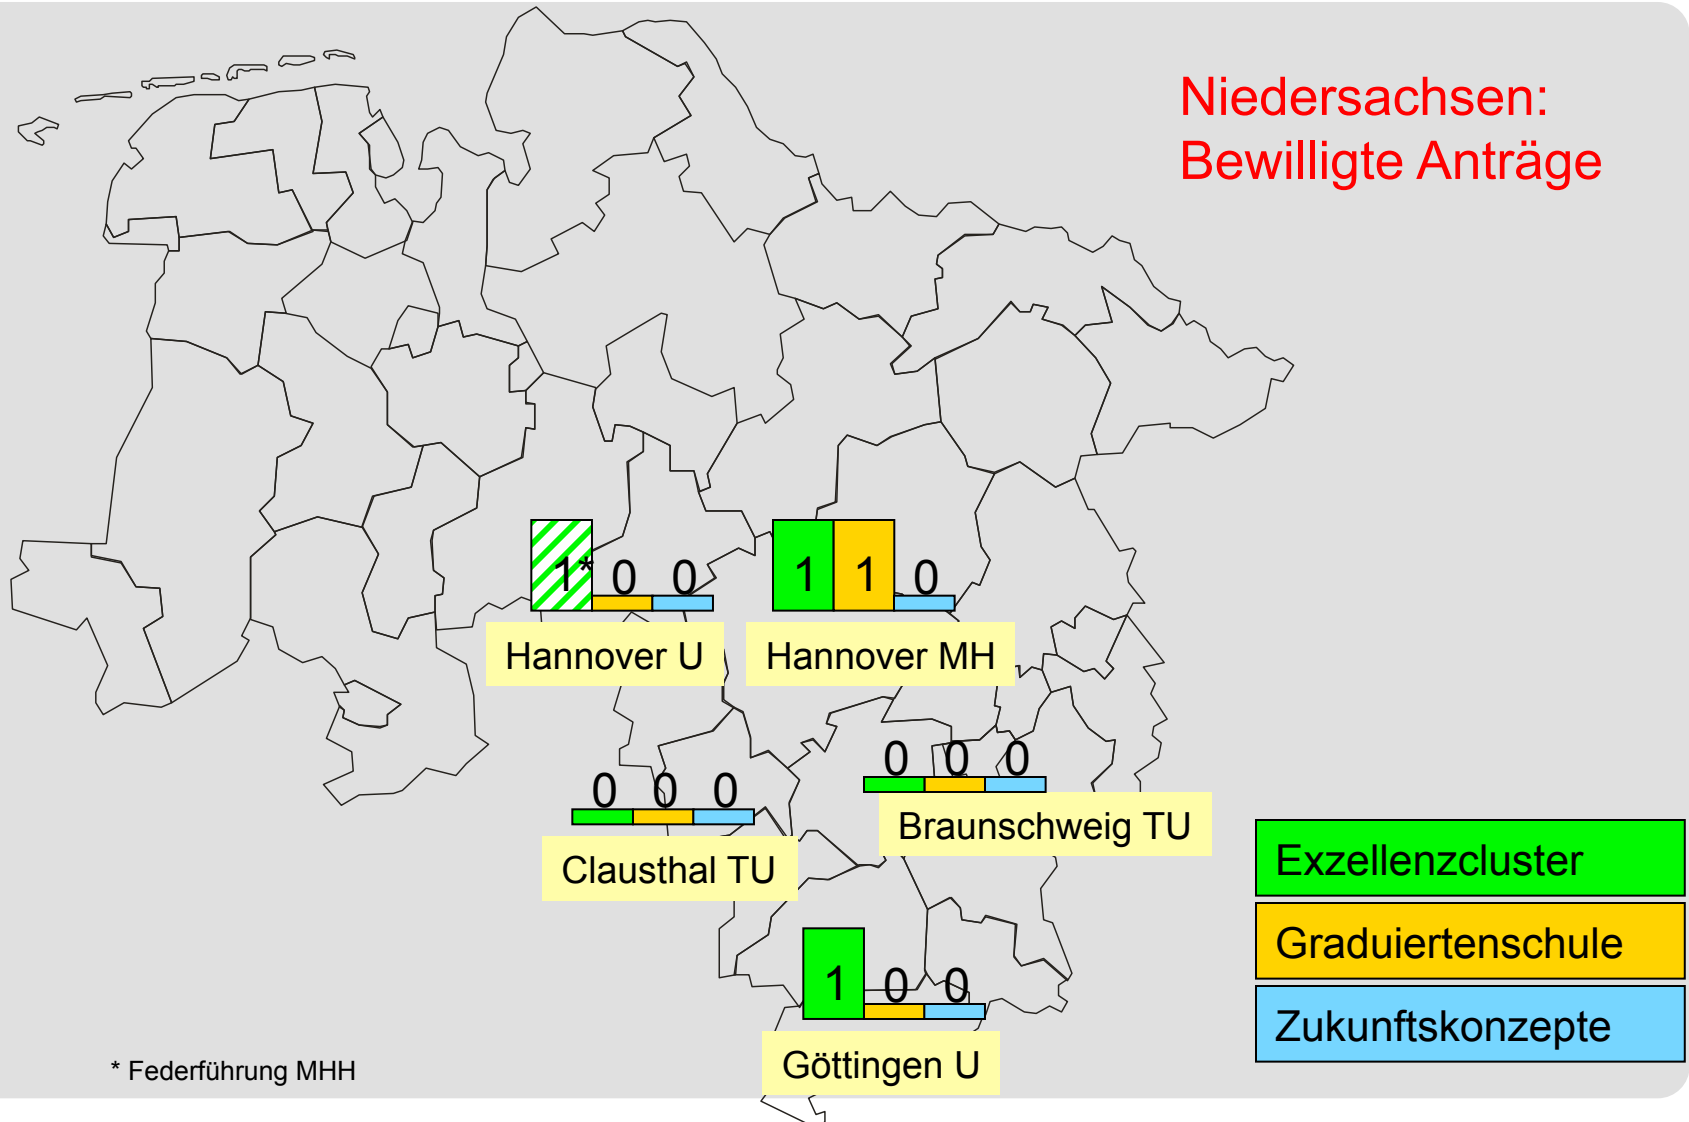 Niedersachsen:
Bewilligte Anträge
1* 0 0
Hannover U
1 1 0
Hannover MH
0 0 0
Clausthal TU
0 0 0
Braunschweig TU
1 0 0
Göttingen U
Exzellenzcluster
Graduiertenschule
Zukunftskonzepte
* Federführung MHH